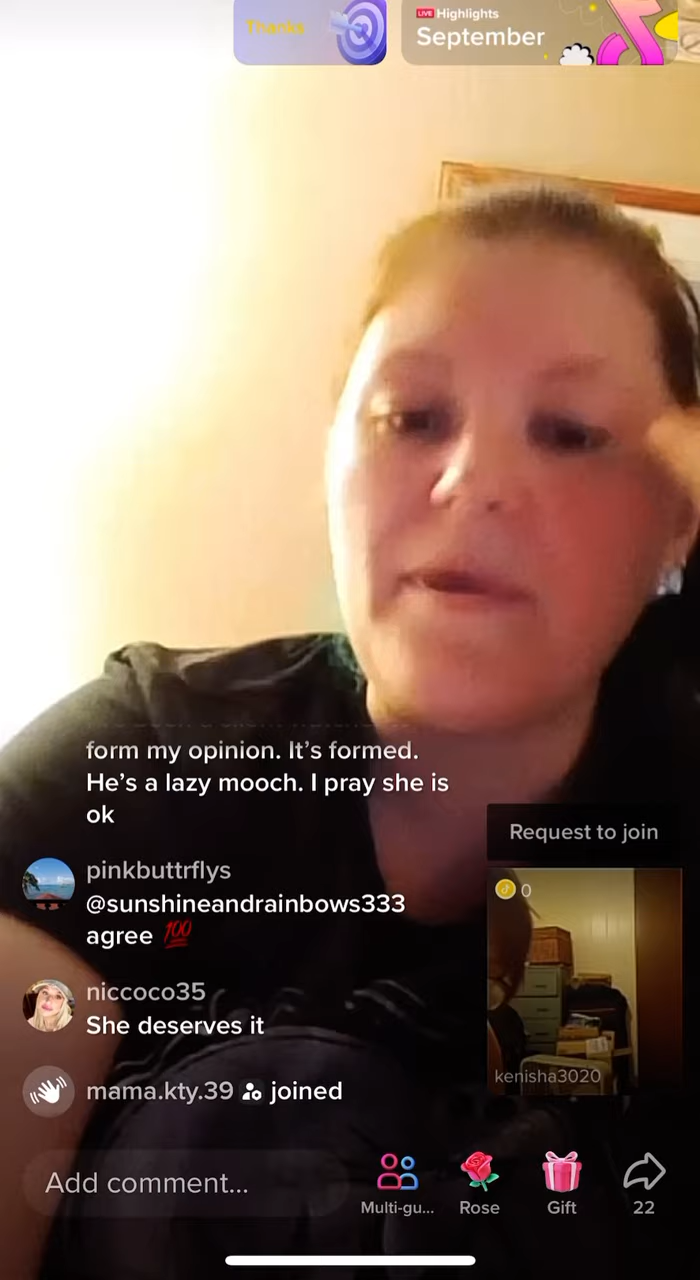 Thanks
LIVE Highlights
September
form my opinion. It's formed.
He's a lazy mooch. I pray she is
ok
pinkbuttrflys
@sunshineandrainbows333
agree 💯
niccoco35
She deserves it
mama.kty.39 joined
Request to join
0
kenisha3020
Add comment...
Multi-gu...
Rose
Gift
22